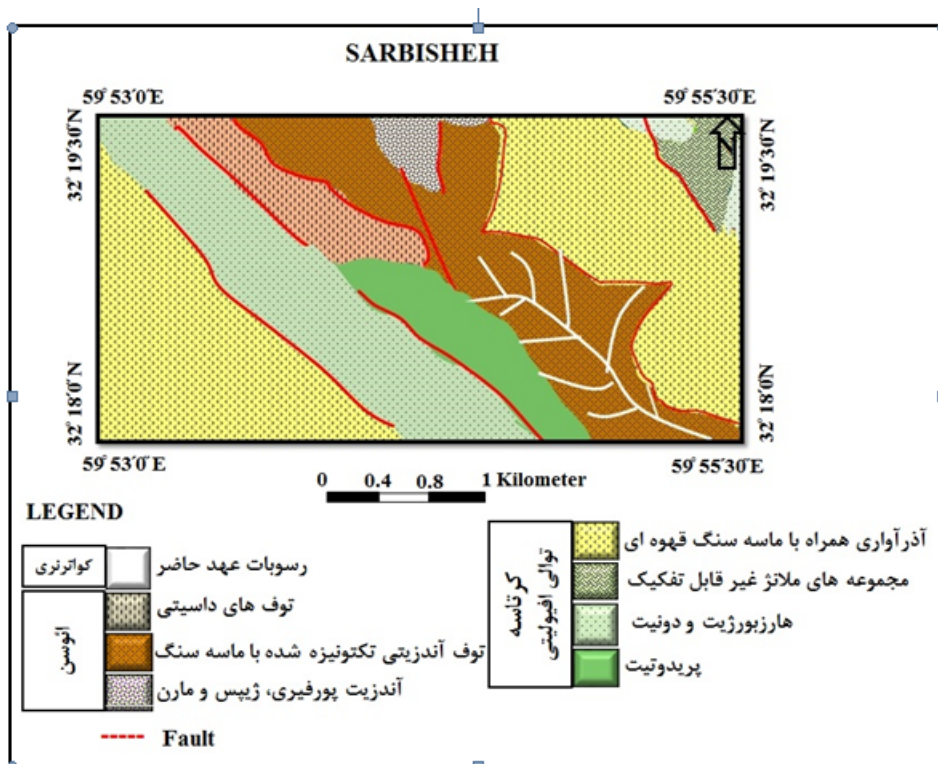 SARBISHEH
59° 53´0˝E
59° 55´30˝E
32° 19´30˝N
32° 19´30˝N
N
32° 18´0˝N
32° 18´0˝N
59° 53´0˝E
59° 55´30˝E
0 0.4 0.8 1 Kilometer
LEGEND
کواترنری
رسوبات عهد حاضر
ائوسن
توف های داسیتی
توف آندزیتی تکتونیزه شده با ماسه سنگ
آندزیت پورفیری، ژیپس و مارن
Fault
کرتاسه
توالی افیولیتی
آذرآواری همراه با ماسه سنگ قهوه ای
مجموعه های ملانژ غیر قابل تفکیک
هارزبورژیت و دونیت
پریدوتیت